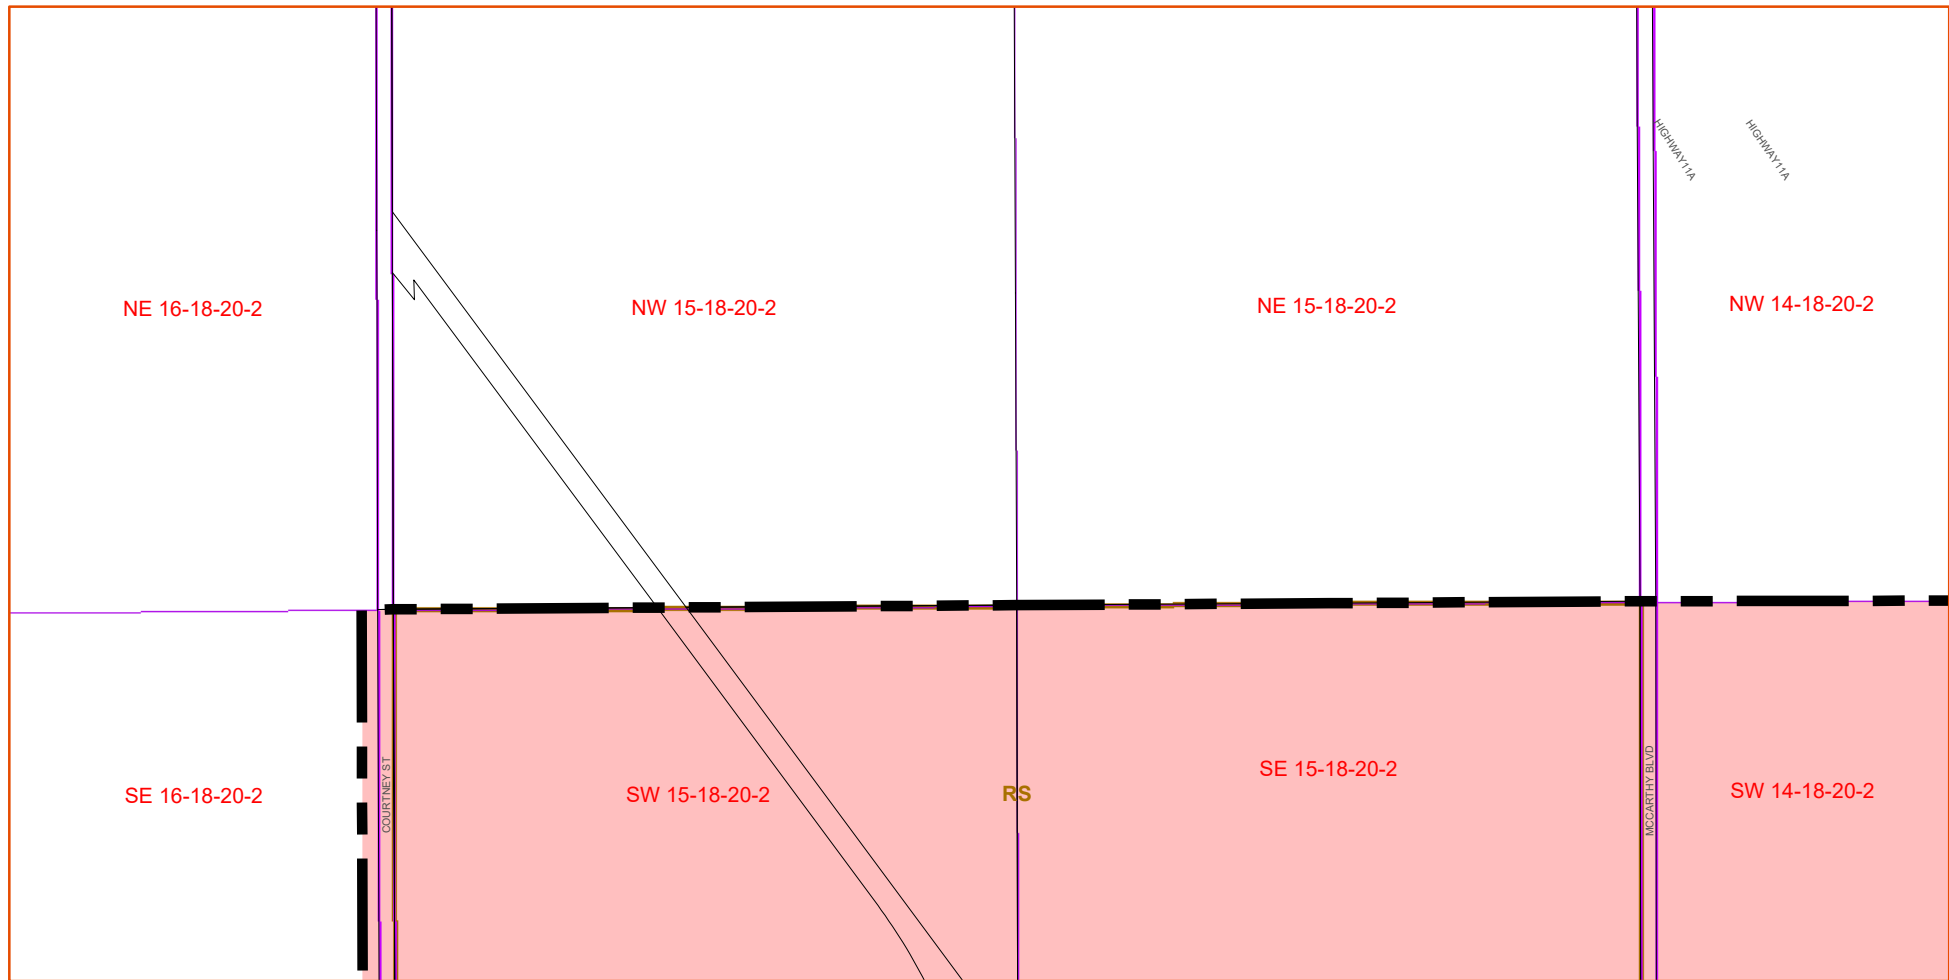 HIGHWAY11A
HIGHWAY11A
NE 16-18-20-2
NW 15-18-20-2
NE 15-18-20-2
NW 14-18-20-2
SE 16-18-20-2
COURTNEY ST
SW 15-18-20-2
RS
SE 15-18-20-2
MCCARTHY BLVD
SW 14-18-20-2